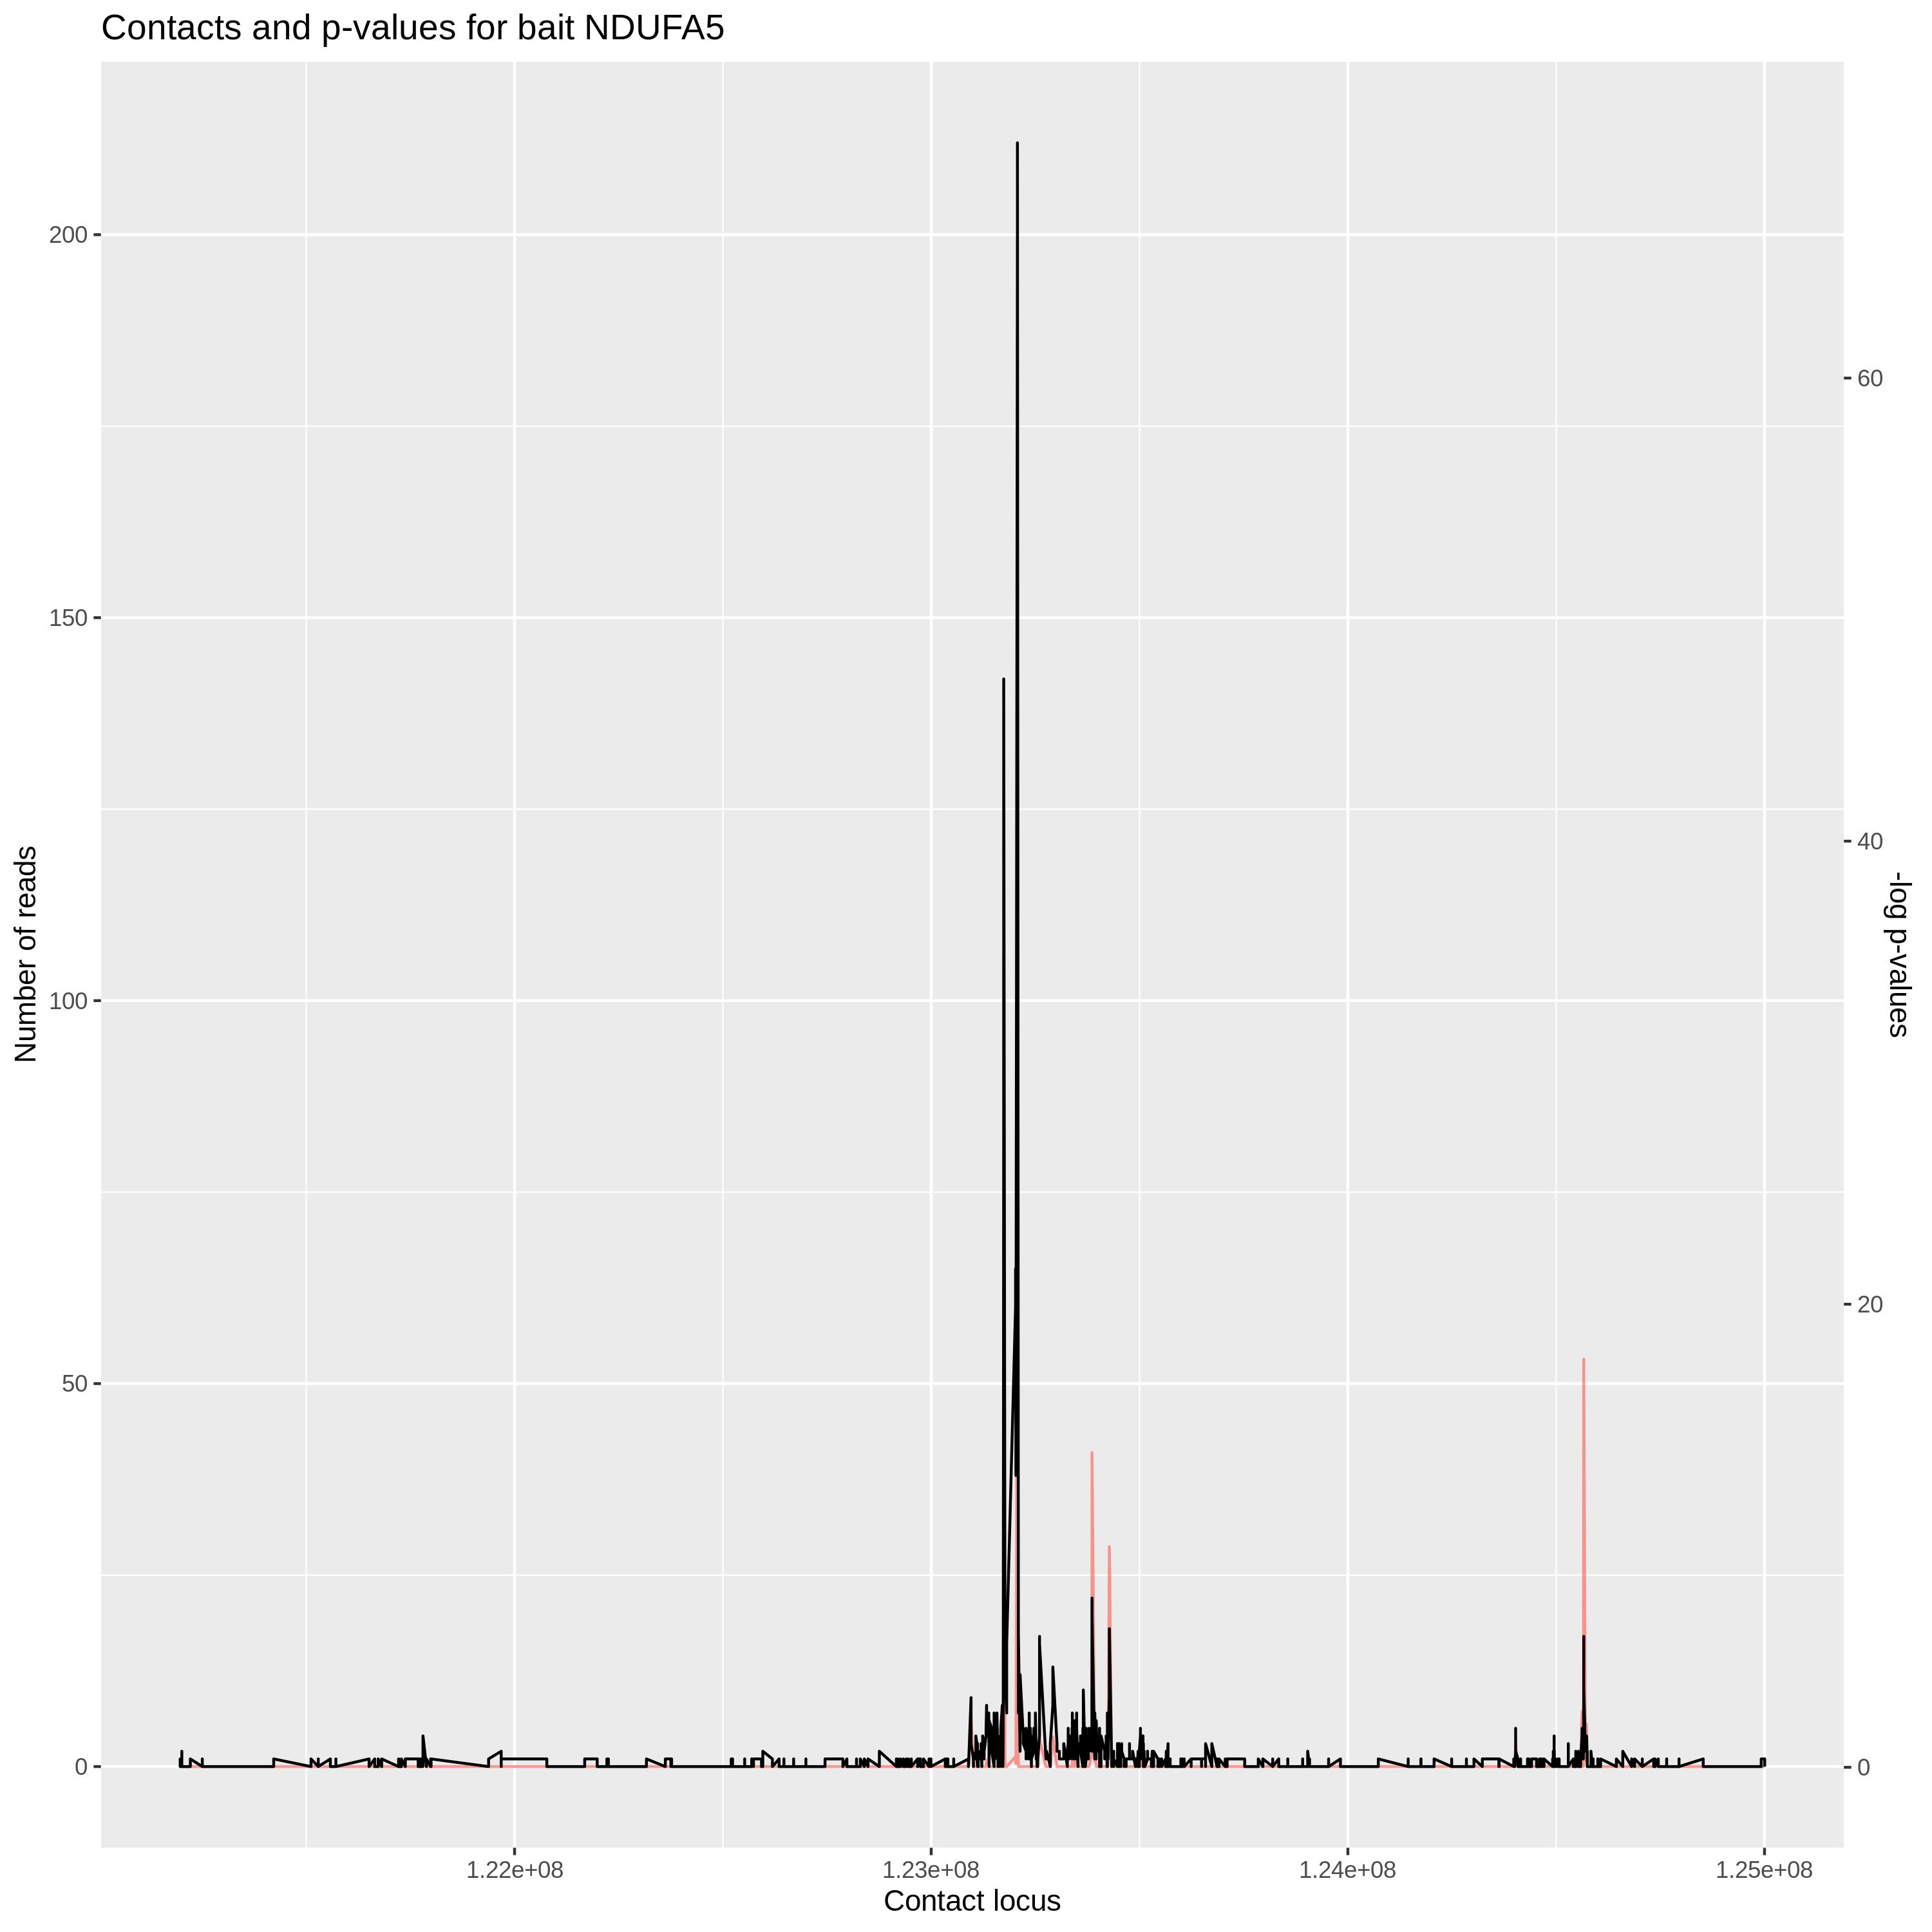 Contacts and p-values for bait NDUFA5
200
150
100
50
0
60
40
20
0
Number of reads
-log p-values
1.22e+08
1.23e+08
1.24e+08
1.25e+08
Contact locus